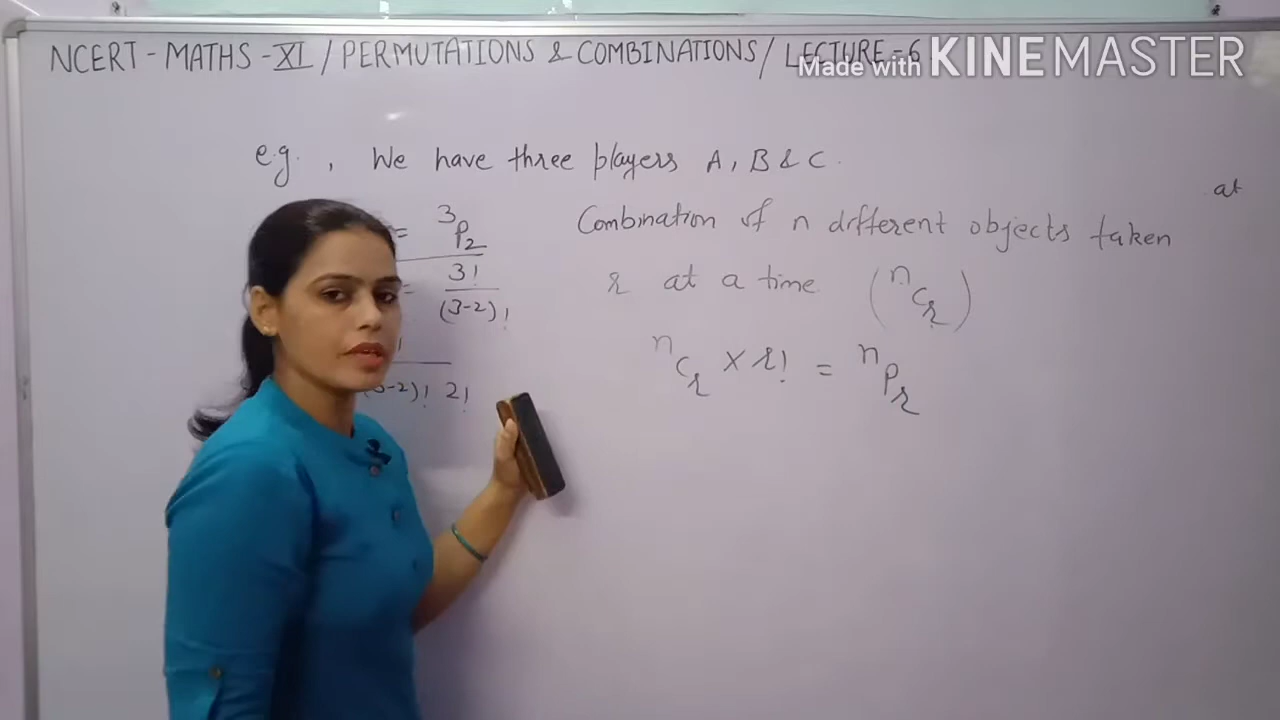 NCERT - MATHS - XI / PERMUTATIONS & COMBINATIONS / LECTURE - 6
Made with KINEMASTER
e.g. , We have three players A, B & C.
at
= ³P₂
Combination of n different objects taken
= 3! / (3-2)!
r at a time (ⁿCᵣ)
ⁿCᵣ × r! = ⁿPᵣ
-2)! 2!